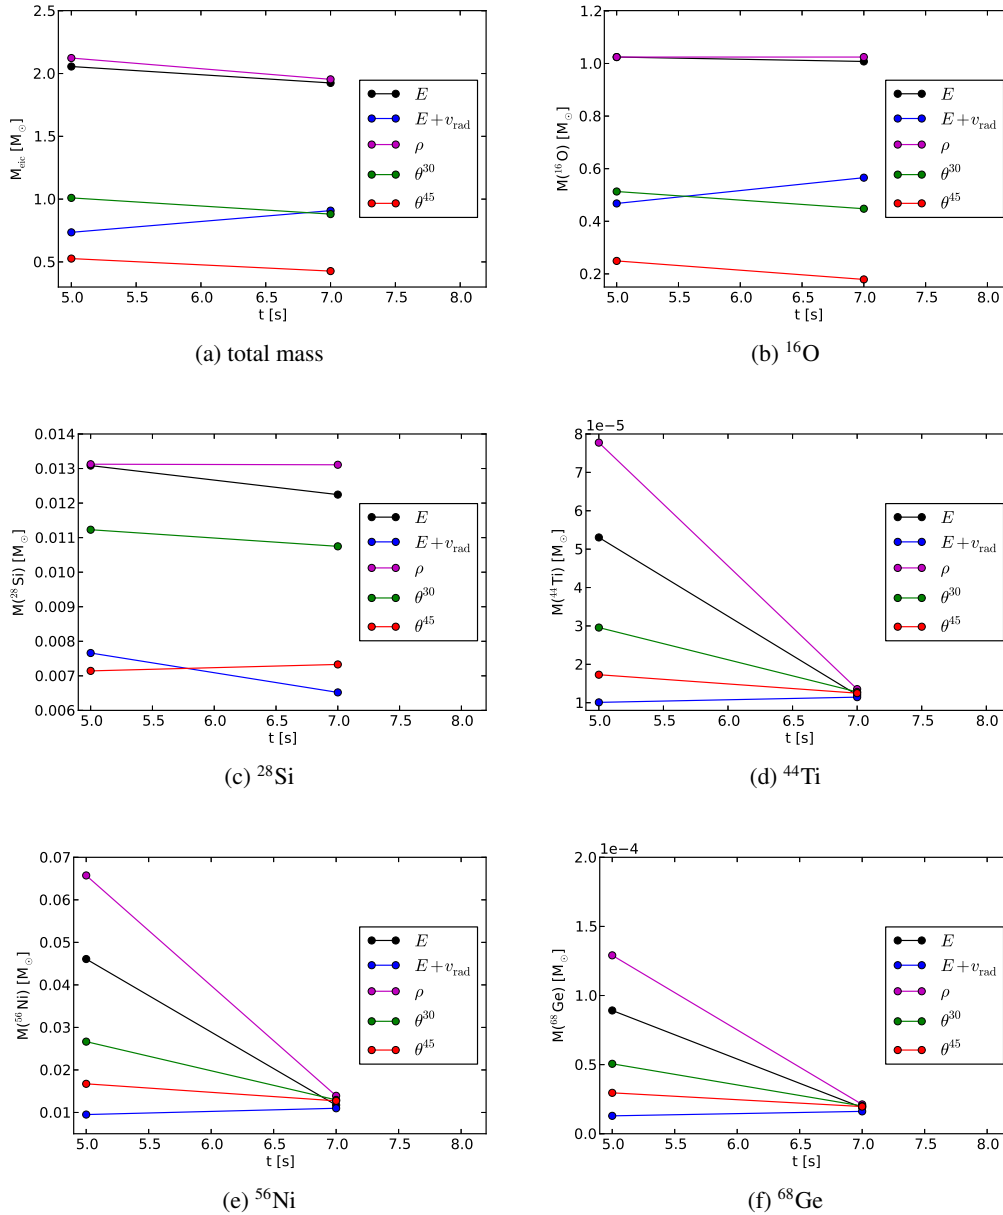 2.5
2.0
1.5
1.0
0.5
M_eic [M_⊙]
5.0 5.5 6.0 6.5 7.0 7.5 8.0
t [s]
E
E+v_rad
ρ
θ^30
θ^45
(a) total mass
1.2
1.0
0.8
0.6
0.4
0.2
M(^16O) [M_⊙]
5.0 5.5 6.0 6.5 7.0 7.5 8.0
t [s]
E
E+v_rad
ρ
θ^30
θ^45
(b) ^16O
0.014
0.013
0.012
0.011
0.010
0.009
0.008
0.007
0.006
M(^28Si) [M_⊙]
5.0 5.5 6.0 6.5 7.0 7.5 8.0
t [s]
E
E+v_rad
ρ
θ^30
θ^45
(c) ^28Si
1e−5
8
7
6
5
4
3
2
1
M(^44Ti) [M_⊙]
5.0 5.5 6.0 6.5 7.0 7.5 8.0
t [s]
E
E+v_rad
ρ
θ^30
θ^45
(d) ^44Ti
0.07
0.06
0.05
0.04
0.03
0.02
0.01
M(^56Ni) [M_⊙]
5.0 5.5 6.0 6.5 7.0 7.5 8.0
t [s]
E
E+v_rad
ρ
θ^30
θ^45
(e) ^56Ni
1e−4
2.0
1.5
1.0
0.5
0.0
M(^68Ge) [M_⊙]
5.0 5.5 6.0 6.5 7.0 7.5 8.0
t [s]
E
E+v_rad
ρ
θ^30
θ^45
(f) ^68Ge